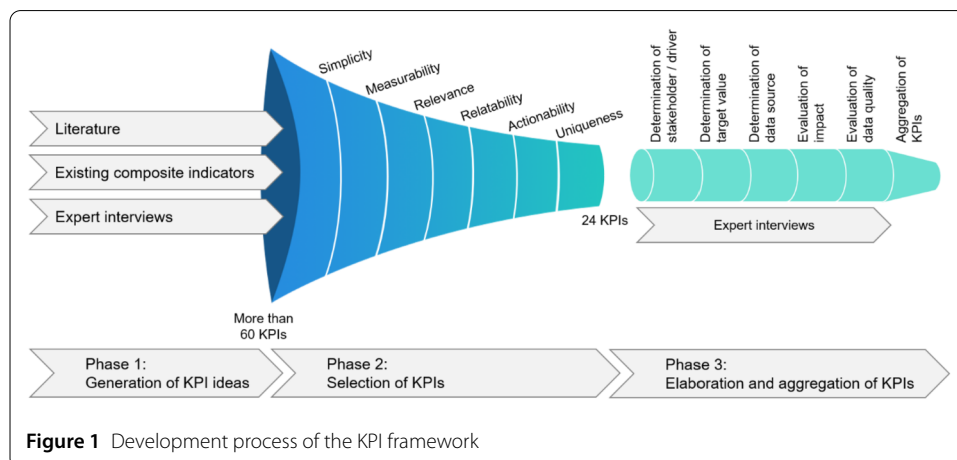 Simplicity
Measurability
Relevance
Relatability
Actionability
Uniqueness
Determination of
stakeholder / driver
Determination of
target value
Determination of
data source
Evaluation of
impact
Evaluation of
data quality
Aggregation of
KPIs
Literature
Existing composite indicators
Expert interviews
24 KPIs
Expert interviews
More than
60 KPIs
Phase 1:
Generation of KPI ideas
Phase 2:
Selection of KPIs
Phase 3:
Elaboration and aggregation of KPIs
Figure 1 Development process of the KPI framework